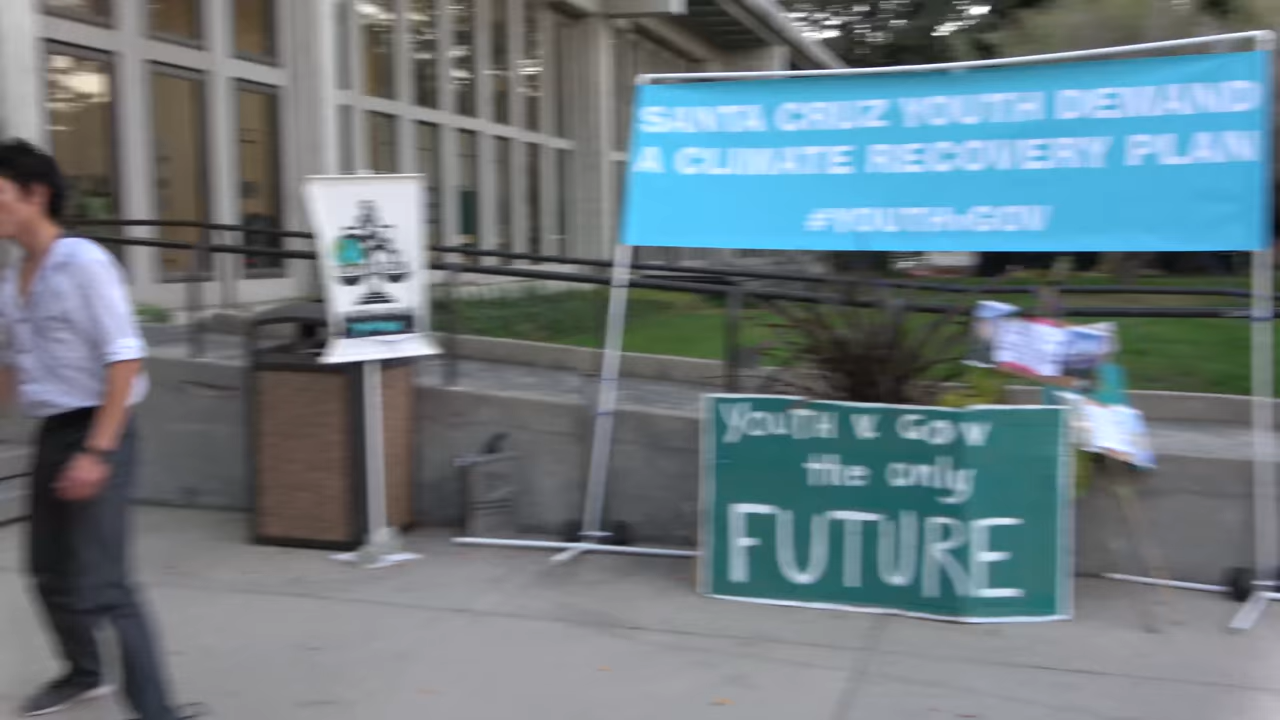 SANTA CRUZ YOUTH DEMAND
A CLIMATE RECOVERY PLAN
#YOUTHvGOV
YOUTH V. GOV
the only
FUTURE